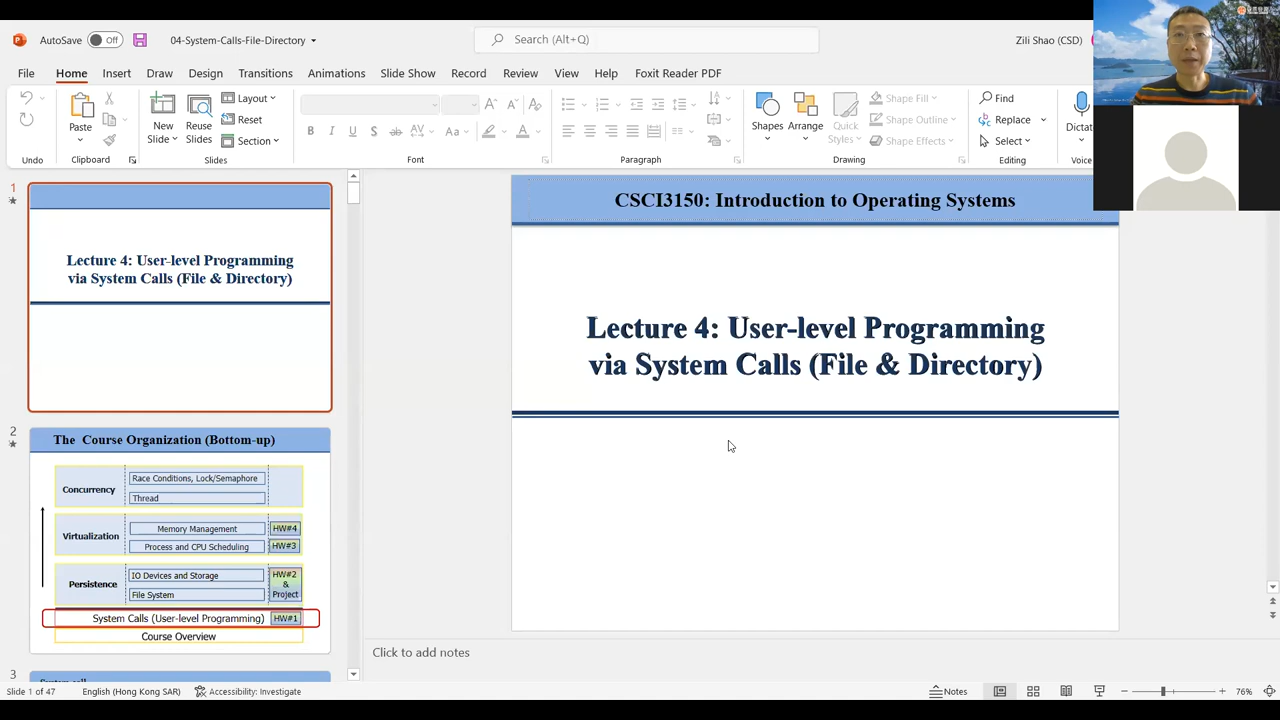 AutoSave Off 04-System-Calls-File-Directory Search (Alt+Q) Zili Shao (CSD)
File Home Insert Draw Design Transitions Animations Slide Show Record Review View Help Foxit Reader PDF
Paste
New Slide
Reuse Slides
Layout
Reset
Section
Shapes
Arrange
Quick Styles
Shape Fill
Shape Outline
Shape Effects
Find
Replace
Select
Dictat
Undo Clipboard Slides Font Paragraph Drawing Editing Voice
1
Lecture 4: User-level Programming
via System Calls (File & Directory)
2
The Course Organization (Bottom-up)
Concurrency
Race Conditions, Lock/Semaphore
Thread
Virtualization
Memory Management HW#4
Process and CPU Scheduling HW#3
Persistence
IO Devices and Storage
File System
HW#2
&
Project
System Calls (User-level Programming) HW#1
Course Overview
3
System call
CSCI3150: Introduction to Operating Systems
Lecture 4: User-level Programming
via System Calls (File & Directory)
Click to add notes
Slide 1 of 47 English (Hong Kong SAR) Accessibility: Investigate Notes 76%